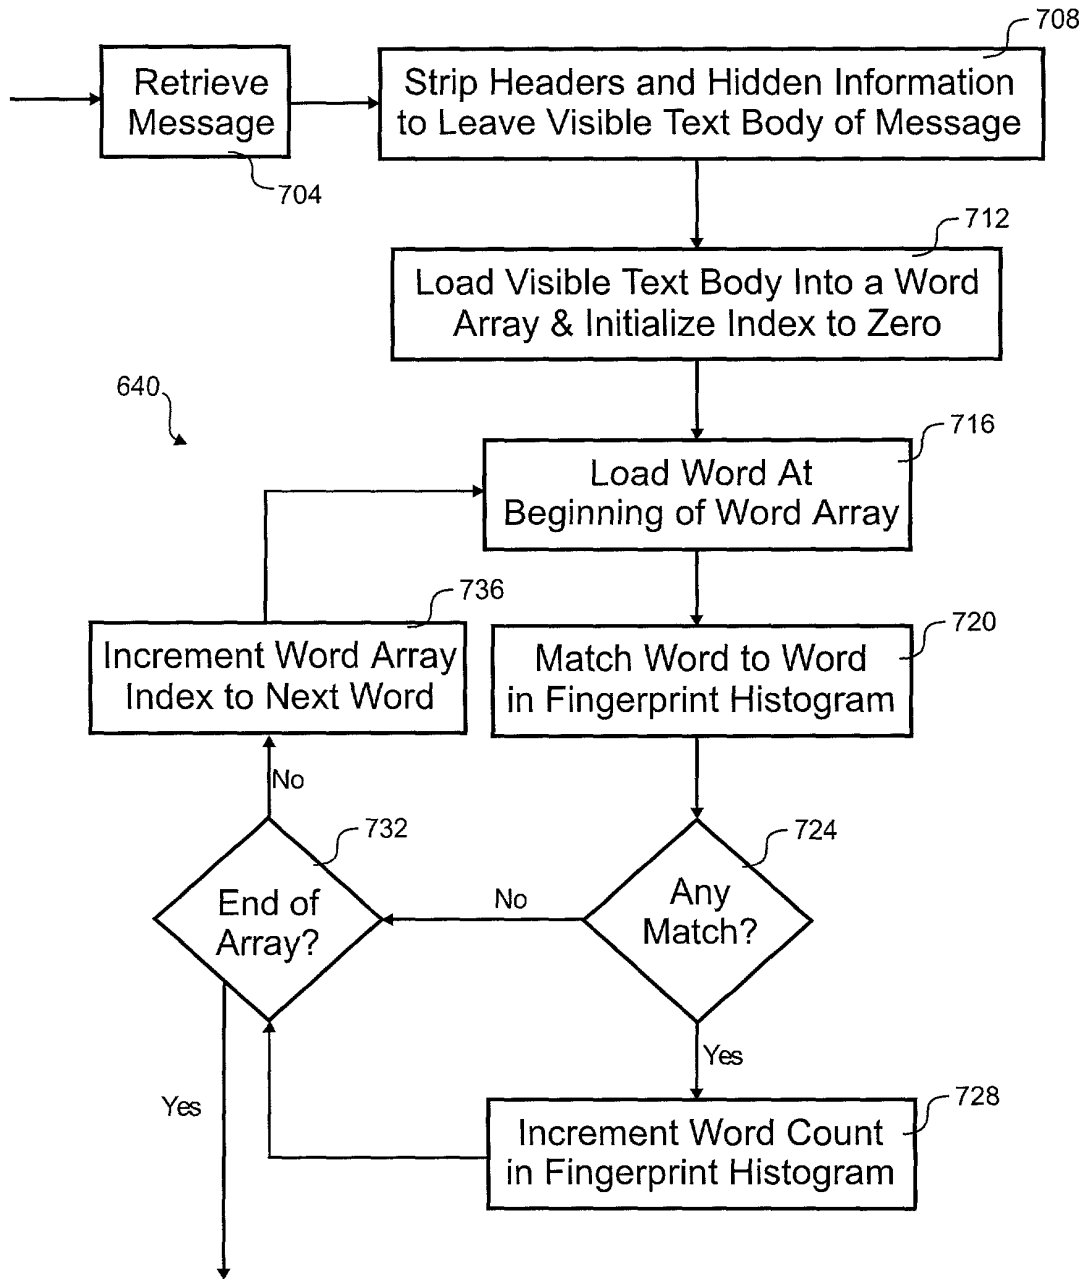 708
Retrieve
Message
704
Strip Headers and Hidden Information
to Leave Visible Text Body of Message
712
Load Visible Text Body Into a Word
Array & Initialize Index to Zero
640
716
Load Word At
Beginning of Word Array
736
Increment Word Array
Index to Next Word
720
Match Word to Word
in Fingerprint Histogram
No
732
End of
Array?
No
724
Any
Match?
Yes
Yes
728
Increment Word Count
in Fingerprint Histogram